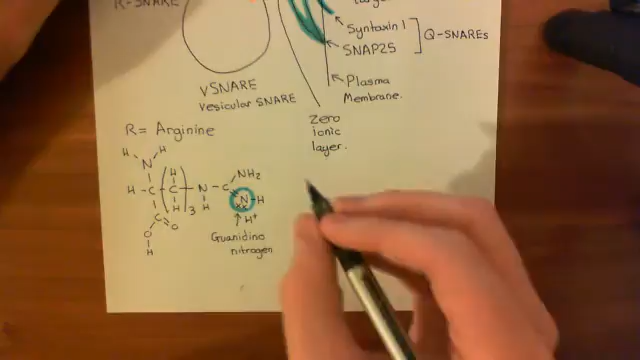 R-SNARE
Syntaxin 1
SNAP25
Q-SNAREs
vSNARE
Vesicular SNARE
Plasma
Membrane.
Zero
ionic
layer.
R= Arginine
H H
N
H NH₂
H - C - C - N - C
H H N - H
3
C O H⁺
O
H
Guanidino
nitrogen